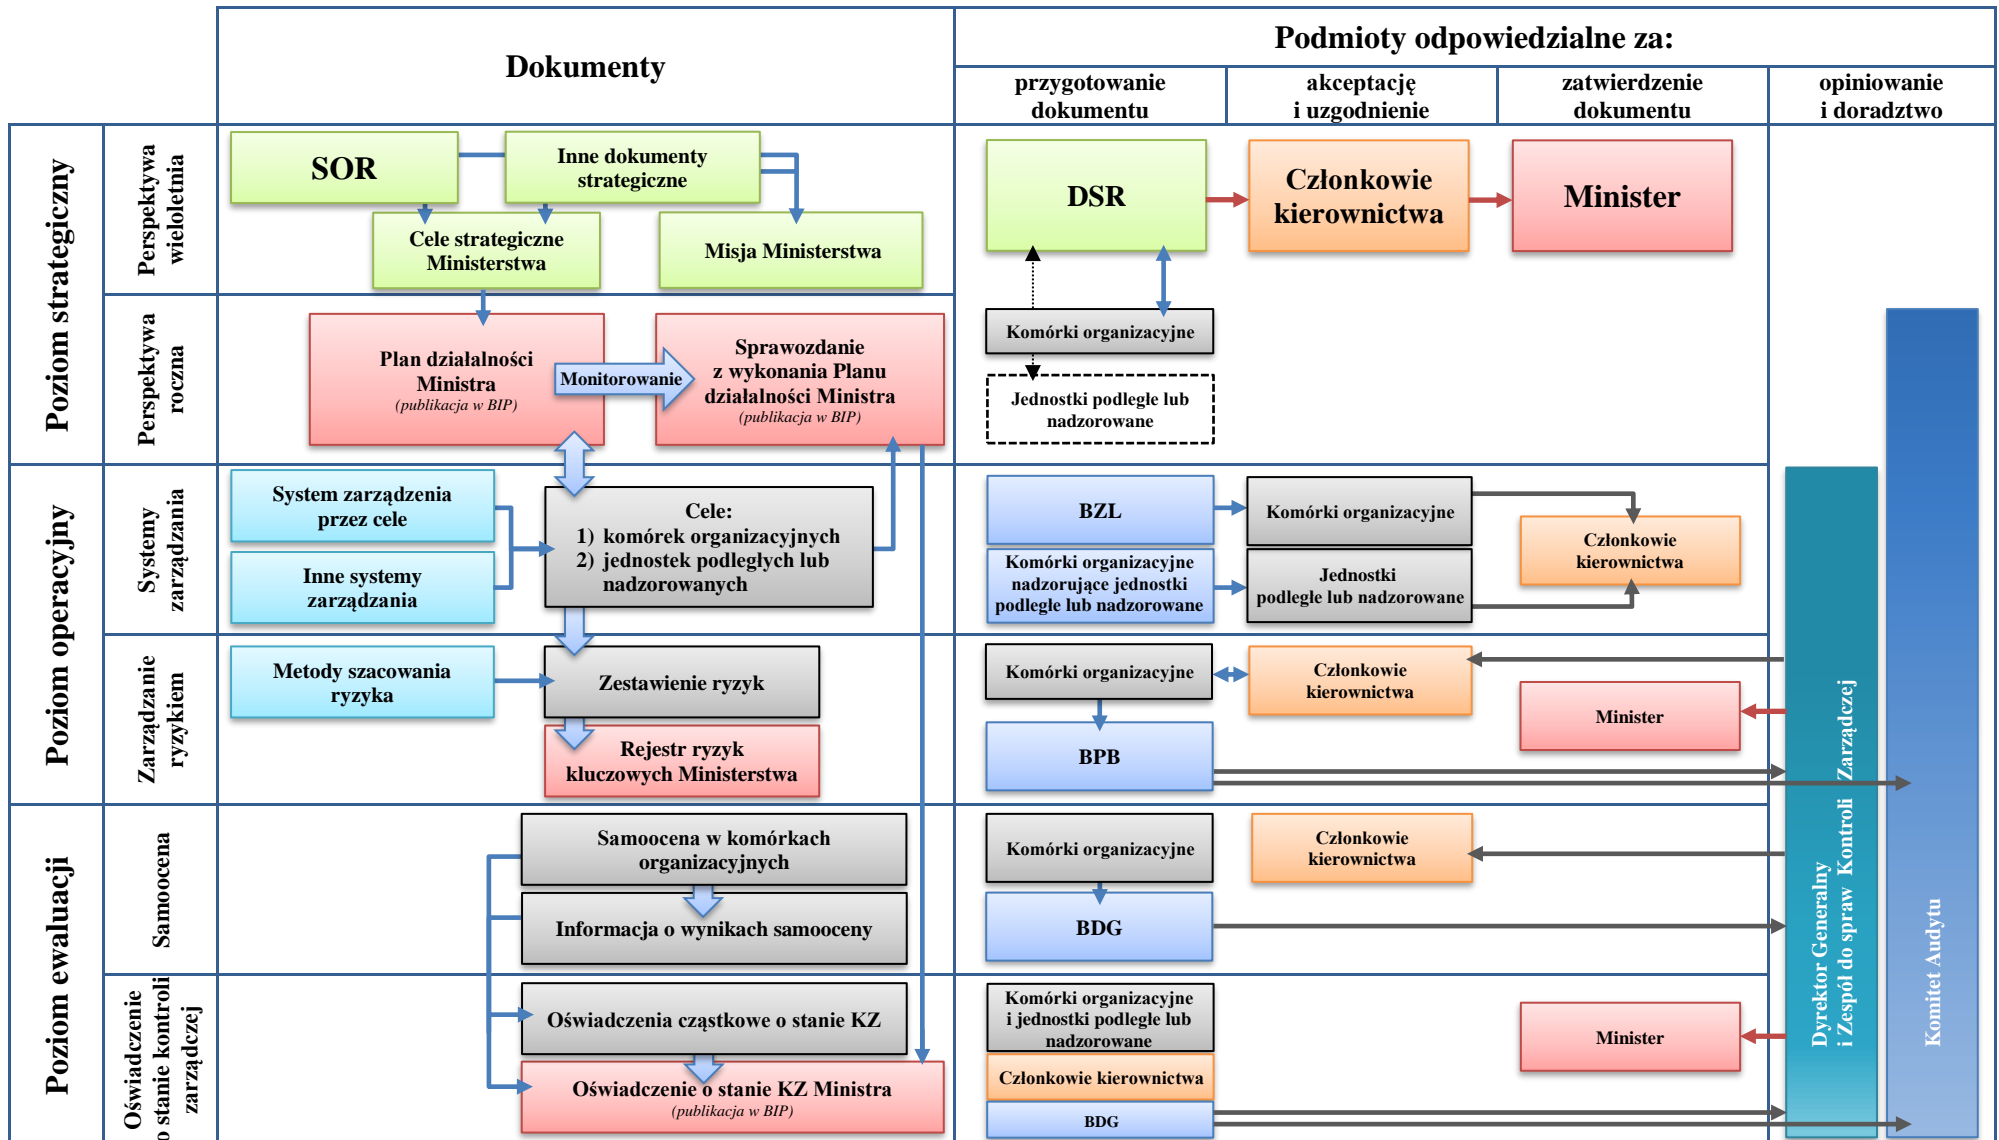 Dokumenty
Podmioty odpowiedzialne za:
przygotowanie
dokumentu
akceptację
i uzgodnienie
zatwierdzenie
dokumentu
opiniowanie
i doradztwo
Poziom strategiczny
Perspektywa
wieloletnia
SOR
Inne dokumenty
strategiczne
Cele strategiczne
Ministerstwa
Misja Ministerstwa
DSR
Członkowie
kierownictwa
Minister
Perspektywa
roczna
Plan działalności
Ministra
(publikacja w BIP)
Monitorowanie
Sprawozdanie
z wykonania Planu
działalności Ministra
(publikacja w BIP)
Komórki organizacyjne
Jednostki podległe lub
nadzorowane
Poziom operacyjny
Systemy
zarządzania
System zarządzenia
przez cele
Inne systemy
zarządzania
Cele:
1) komórek organizacyjnych
2) jednostek podległych lub
nadzorowanych
BZL
Komórki organizacyjne
Komórki organizacyjne
nadzorujące jednostki
podległe lub nadzorowane
Jednostki
podległe lub nadzorowane
Członkowie
kierownictwa
Zarządzanie
ryzykiem
Metody szacowania
ryzyka
Zestawienie ryzyk
Rejestr ryzyk
kluczowych Ministerstwa
Komórki organizacyjne
Członkowie
kierownictwa
Minister
BPB
Poziom ewaluacji
Samoocena
Samoocena w komórkach
organizacyjnych
Informacja o wynikach samooceny
Komórki organizacyjne
Członkowie
kierownictwa
BDG
Oświadczenie
o stanie kontroli
zarządczej
Oświadczenia cząstkowe o stanie KZ
Oświadczenie o stanie KZ Ministra
(publikacja w BIP)
Komórki organizacyjne
i jednostki podległe lub
nadzorowane
Członkowie kierownictwa
BDG
Minister
Dyrektor Generalny
i Zespół do spraw Kontroli Zarządczej
Komitet Audytu